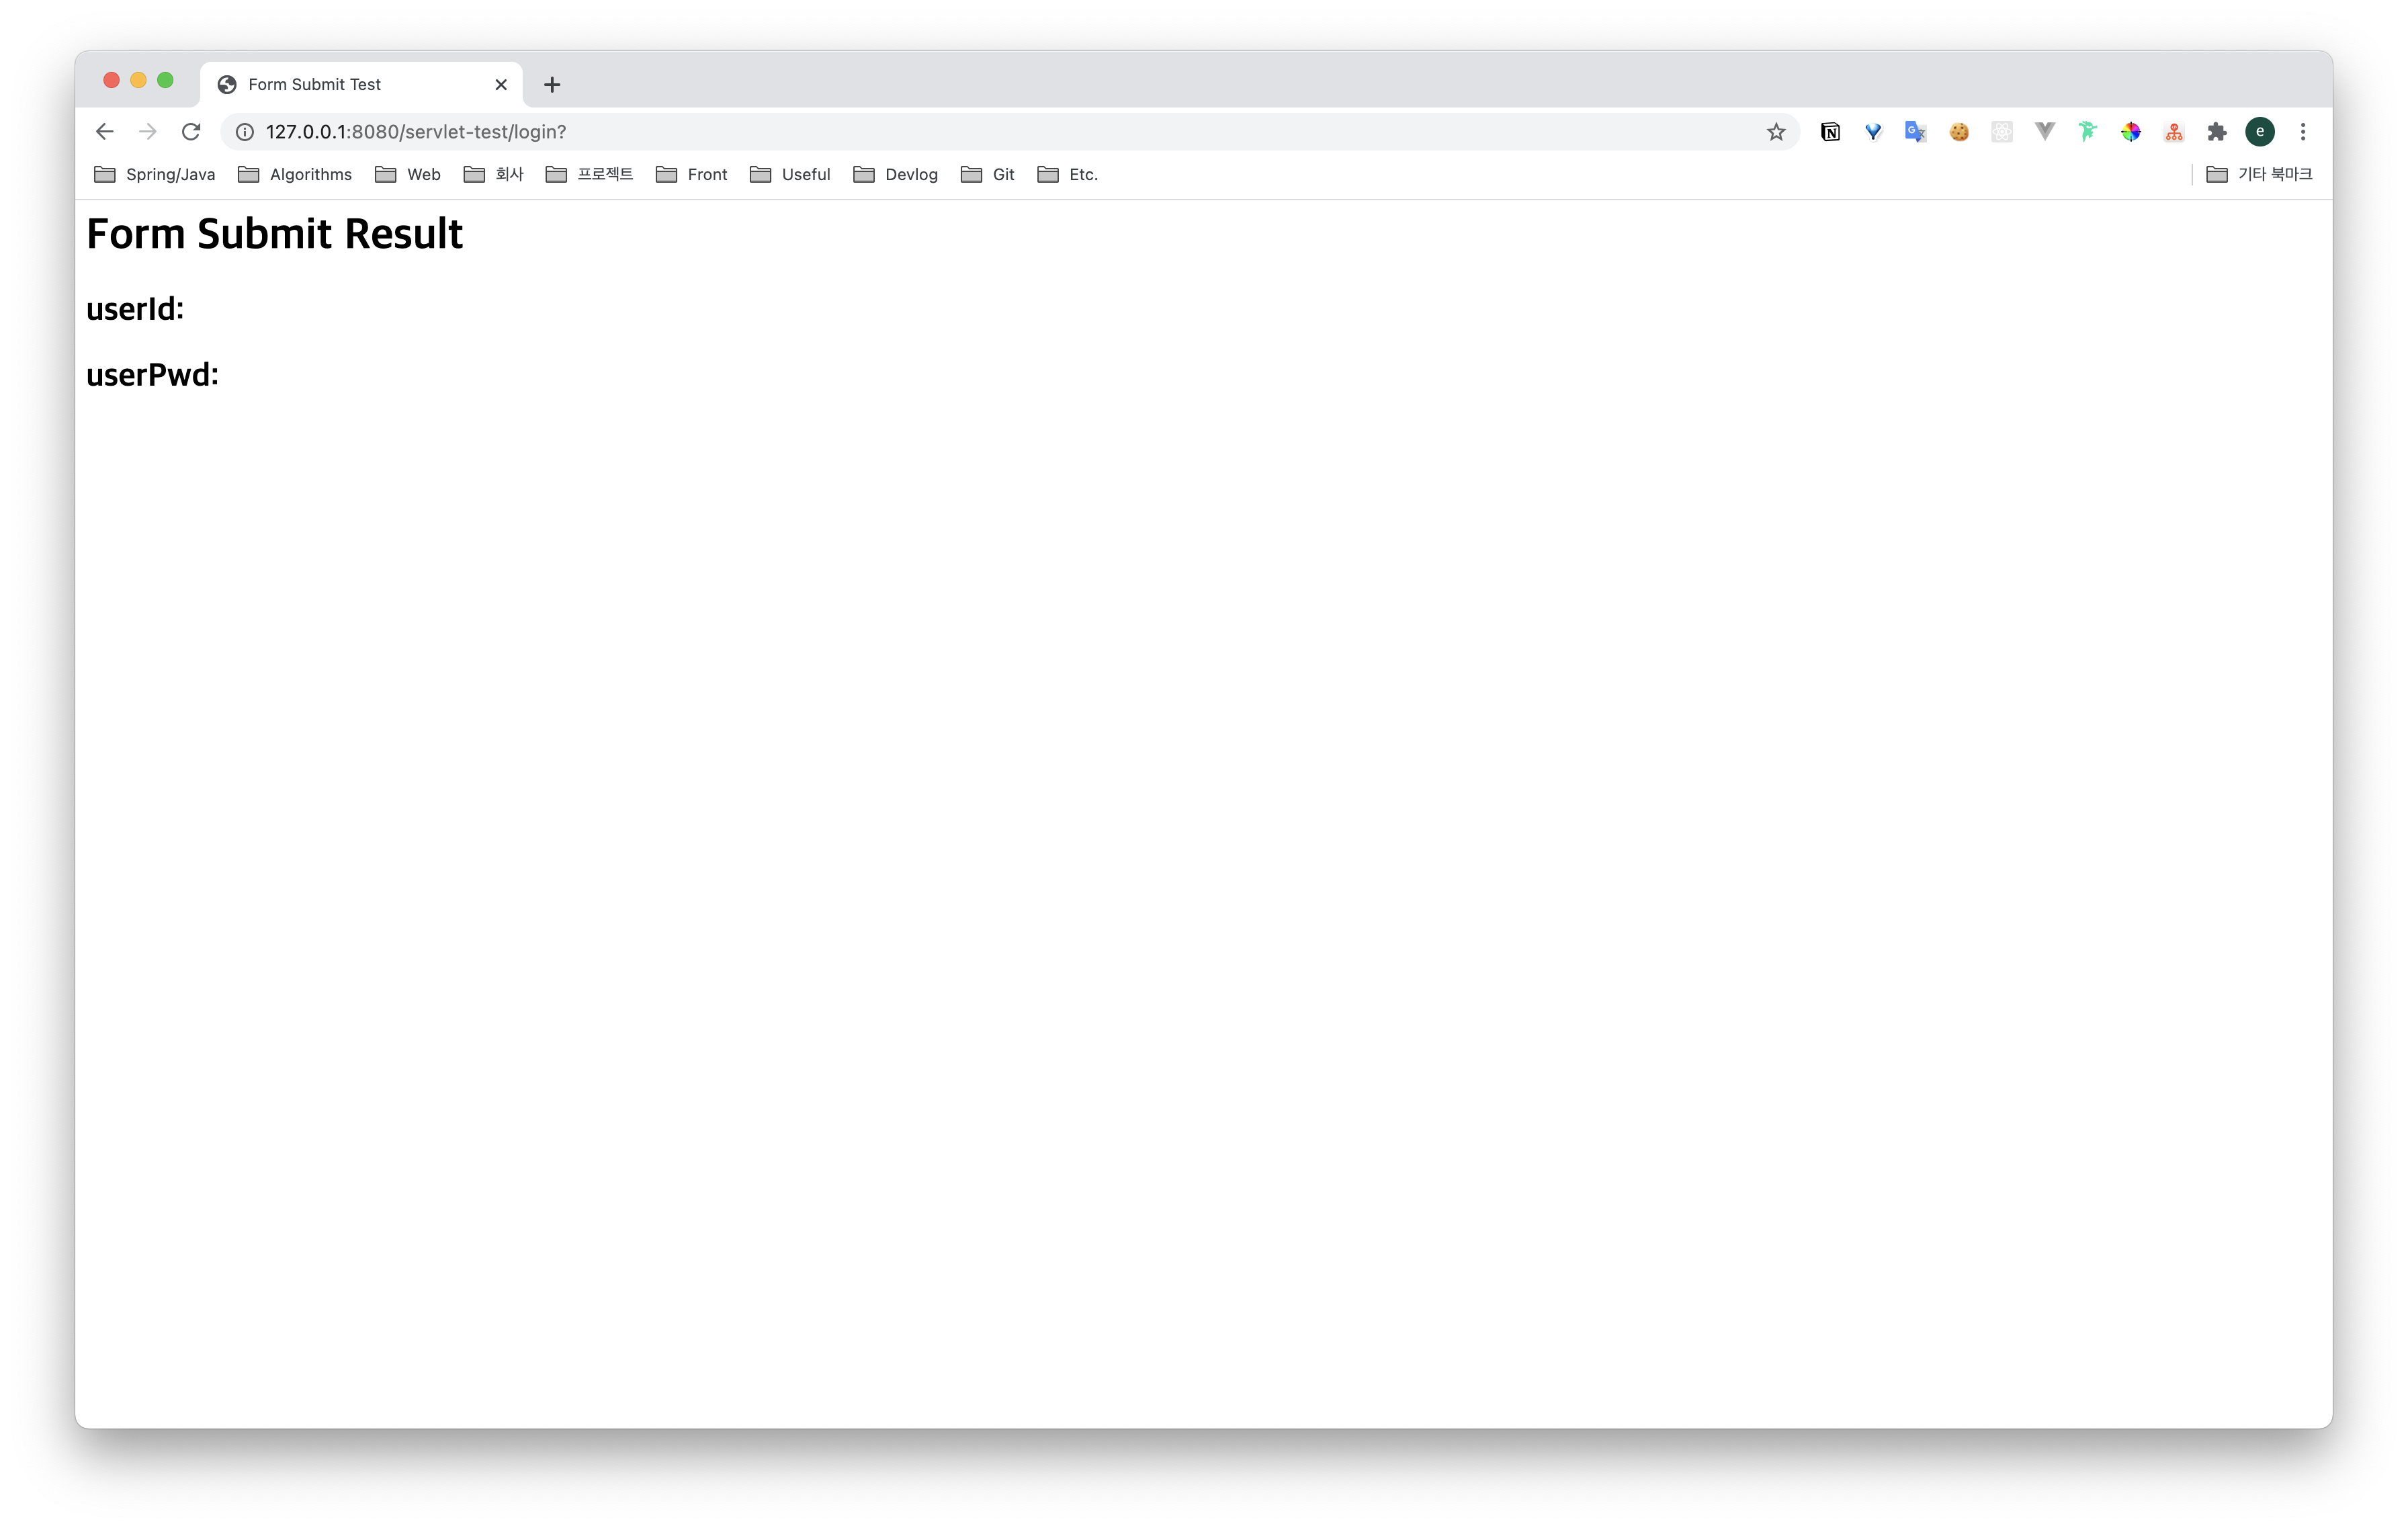 Form Submit Test
127.0.0.1:8080/servlet-test/login?
e
Spring/Java Algorithms Web 회사 프로젝트 Front Useful Devlog Git Etc. 기타 북마크
Form Submit Result
userId:
userPwd: